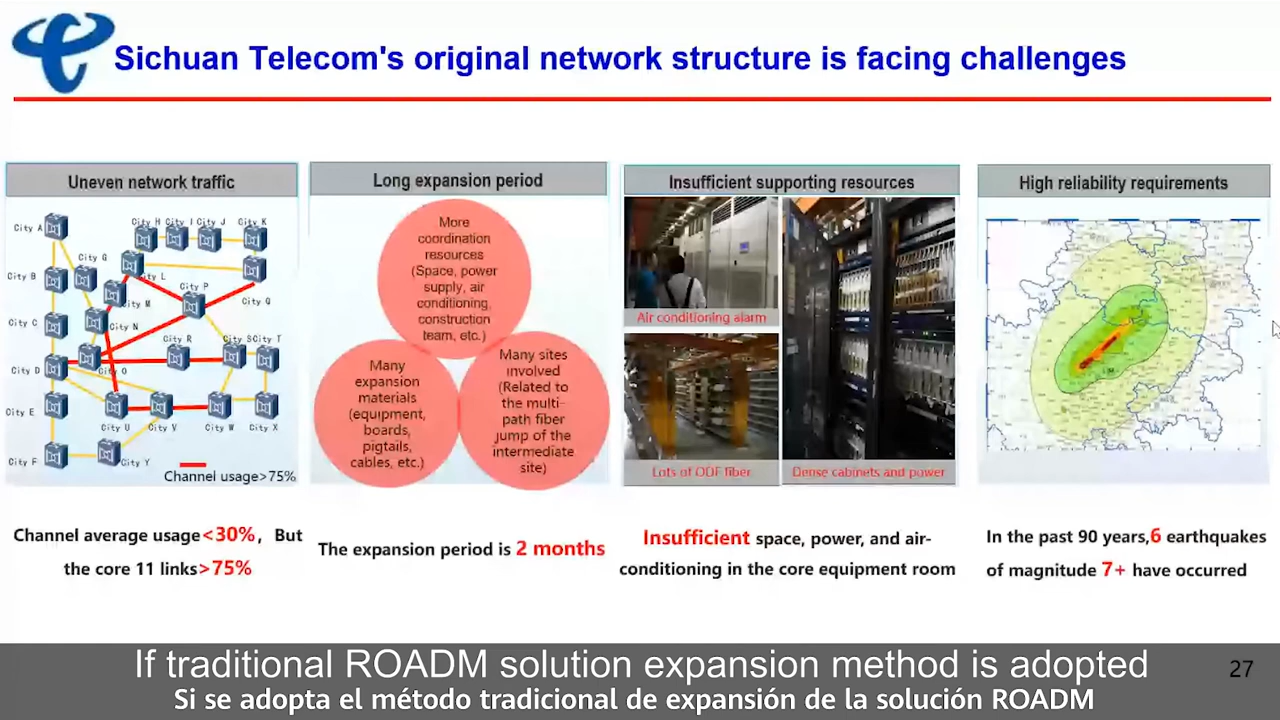 Sichuan Telecom's original network structure is facing challenges
Uneven network traffic
City A
City B
City C
City D
City E
City F
City G
City H
City I
City J
City K
City L
City M
City N
City O
City P
City Q
City R
City S
City T
City U
City V
City W
City X
City Y
Channel usage>75%
Channel average usage<30%, But
the core 11 links>75%
Long expansion period
More
coordination
resources
(Space, power
supply, air
conditioning,
construction
team, etc.)
Many
expansion
materials
(equipment,
boards,
pigtails,
cables, etc.)
Many sites
involved
(Related to
the multi-
path fiber
jump of the
intermediate
site)
The expansion period is 2 months
Insufficient supporting resources
Air conditioning alarm
Lots of ODF fiber
Dense cabinets and power
Insufficient space, power, and air-
conditioning in the core equipment room
High reliability requirements
In the past 90 years,6 earthquakes
of magnitude 7+ have occurred
If traditional ROADM solution expansion method is adopted
Si se adopta el método tradicional de expansión de la solución ROADM
27